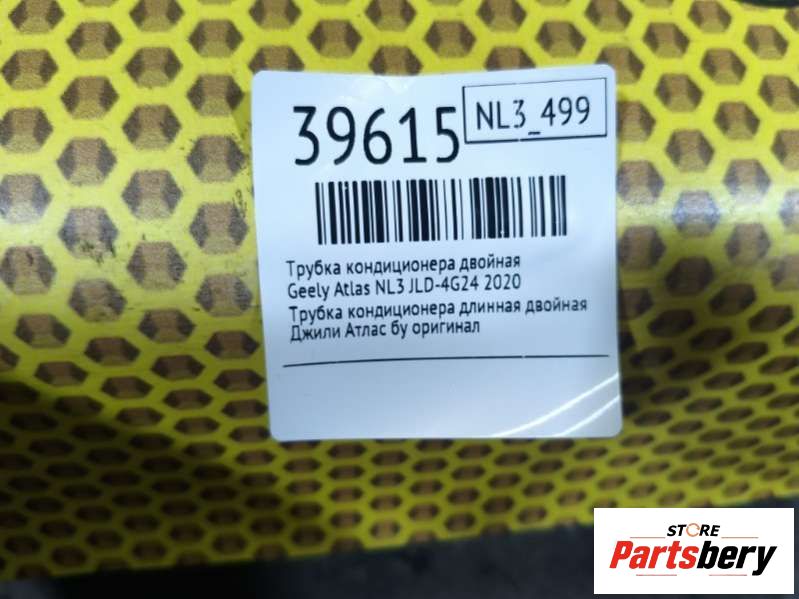 39615
NL3_499
Трубка кондиционера двойная
Geely Atlas NL3 JLD-4G24 2020
Трубка кондиционера длинная двойная
Джили Атлас бу оригинал
STORE
Partsbery